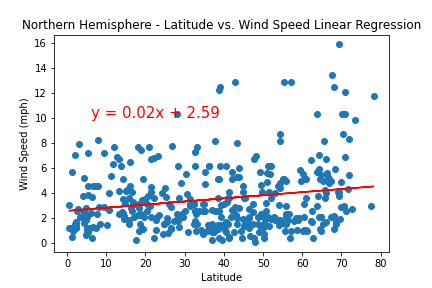 Northern Hemisphere - Latitude vs. Wind Speed Linear Regression
16
14
12
10
8
6
4
2
0
Wind Speed (mph)
y = 0.02x + 2.59
0 10 20 30 40 50 60 70 80
Latitude